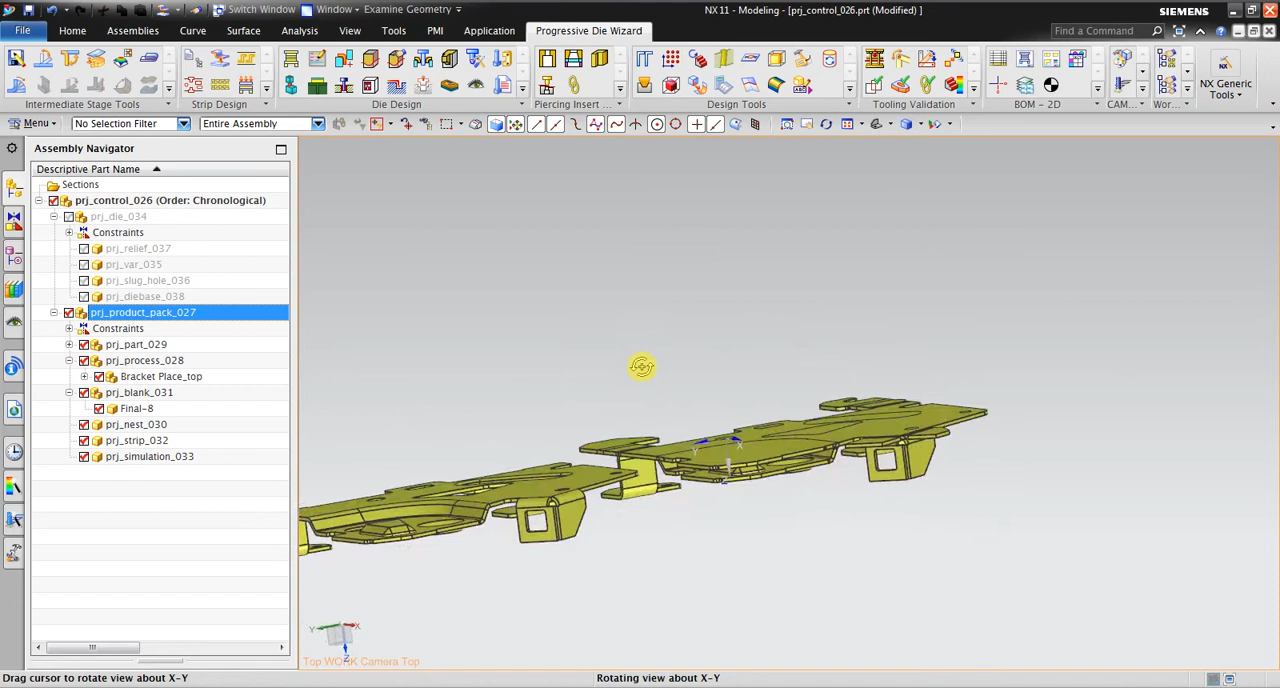 Switch Window Window Examine Geometry
NX 11 - Modeling - [prj_control_026.prt (Modified) ]
SIEMENS
File Home Assemblies Curve Surface Analysis View Tools PMI Application Progressive Die Wizard
Find a Command
Intermediate Stage Tools Strip Design Die Design Piercing Insert ... Design Tools Tooling Validation BOM - 2D CAM... Wor... NX Generic Tools
Menu No Selection Filter Entire Assembly
Assembly Navigator
Descriptive Part Name
Sections
prj_control_026 (Order: Chronological)
prj_die_034
Constraints
prj_relief_037
prj_var_035
prj_slug_hole_036
prj_diebase_038
prj_product_pack_027
Constraints
prj_part_029
prj_process_028
Bracket Place_top
prj_blank_031
Final-8
prj_nest_030
prj_strip_032
prj_simulation_033
Y X
Y X
Z
Top WORK Camera Top
Drag cursor to rotate view about X-Y
Rotating view about X-Y